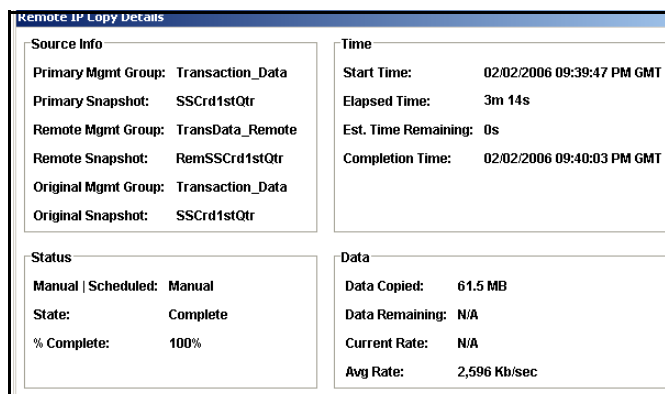 Remote IP Copy Details
Source Info
Primary Mgmt Group: Transaction_Data
Primary Snapshot: SSCrd1stQtr
Remote Mgmt Group: TransData_Remote
Remote Snapshot: RemSSCrd1stQtr
Original Mgmt Group: Transaction_Data
Original Snapshot: SSCrd1stQtr
Time
Start Time: 02/02/2006 09:39:47 PM GMT
Elapsed Time: 3m 14s
Est. Time Remaining: 0s
Completion Time: 02/02/2006 09:40:03 PM GMT
Status
Manual | Scheduled: Manual
State: Complete
% Complete: 100%
Data
Data Copied: 61.5 MB
Data Remaining: N/A
Current Rate: N/A
Avg Rate: 2,596 Kb/sec